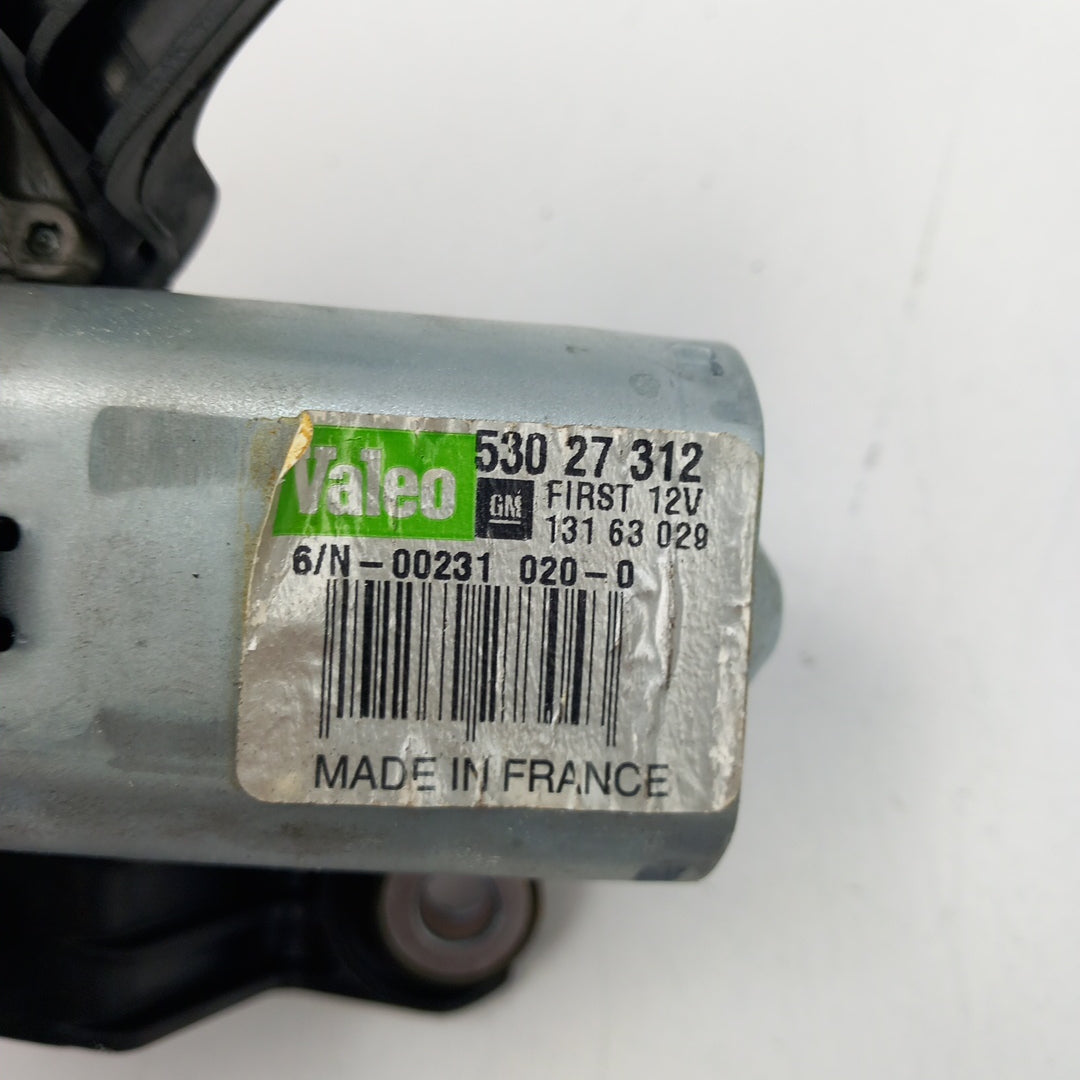 Valeo 530 27 312
GM FIRST 12V
131 63 029
6/N-00231 020-0
MADE IN FRANCE